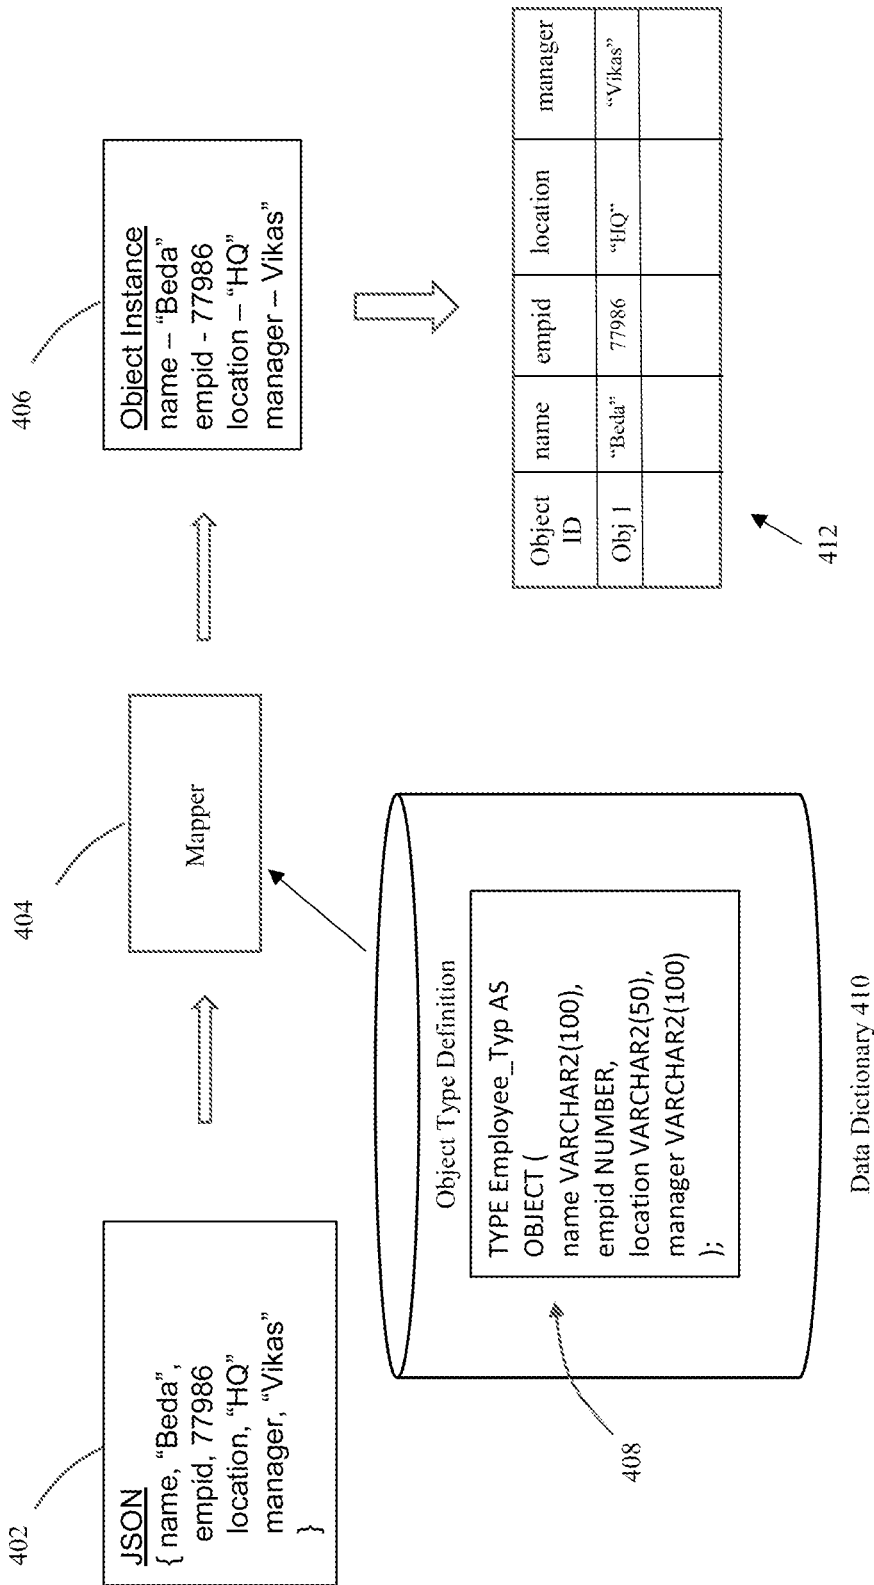 402
JSON
{ name, “Beda”,
empid, 77986
location, “HQ”
manager, “Vikas”
}
404
Mapper
406
Object Instance
name – “Beda”
empid - 77986
location – “HQ”
manager – Vikas”
Object Type Definition
TYPE Employee_Typ AS
OBJECT (
name VARCHAR2(100),
empid NUMBER,
location VARCHAR2(50),
manager VARCHAR2(100)
);
408
Data Dictionary 410
Object ID name empid location manager
Obj 1 “Beda” 77986 “HQ” “Vikas”
412